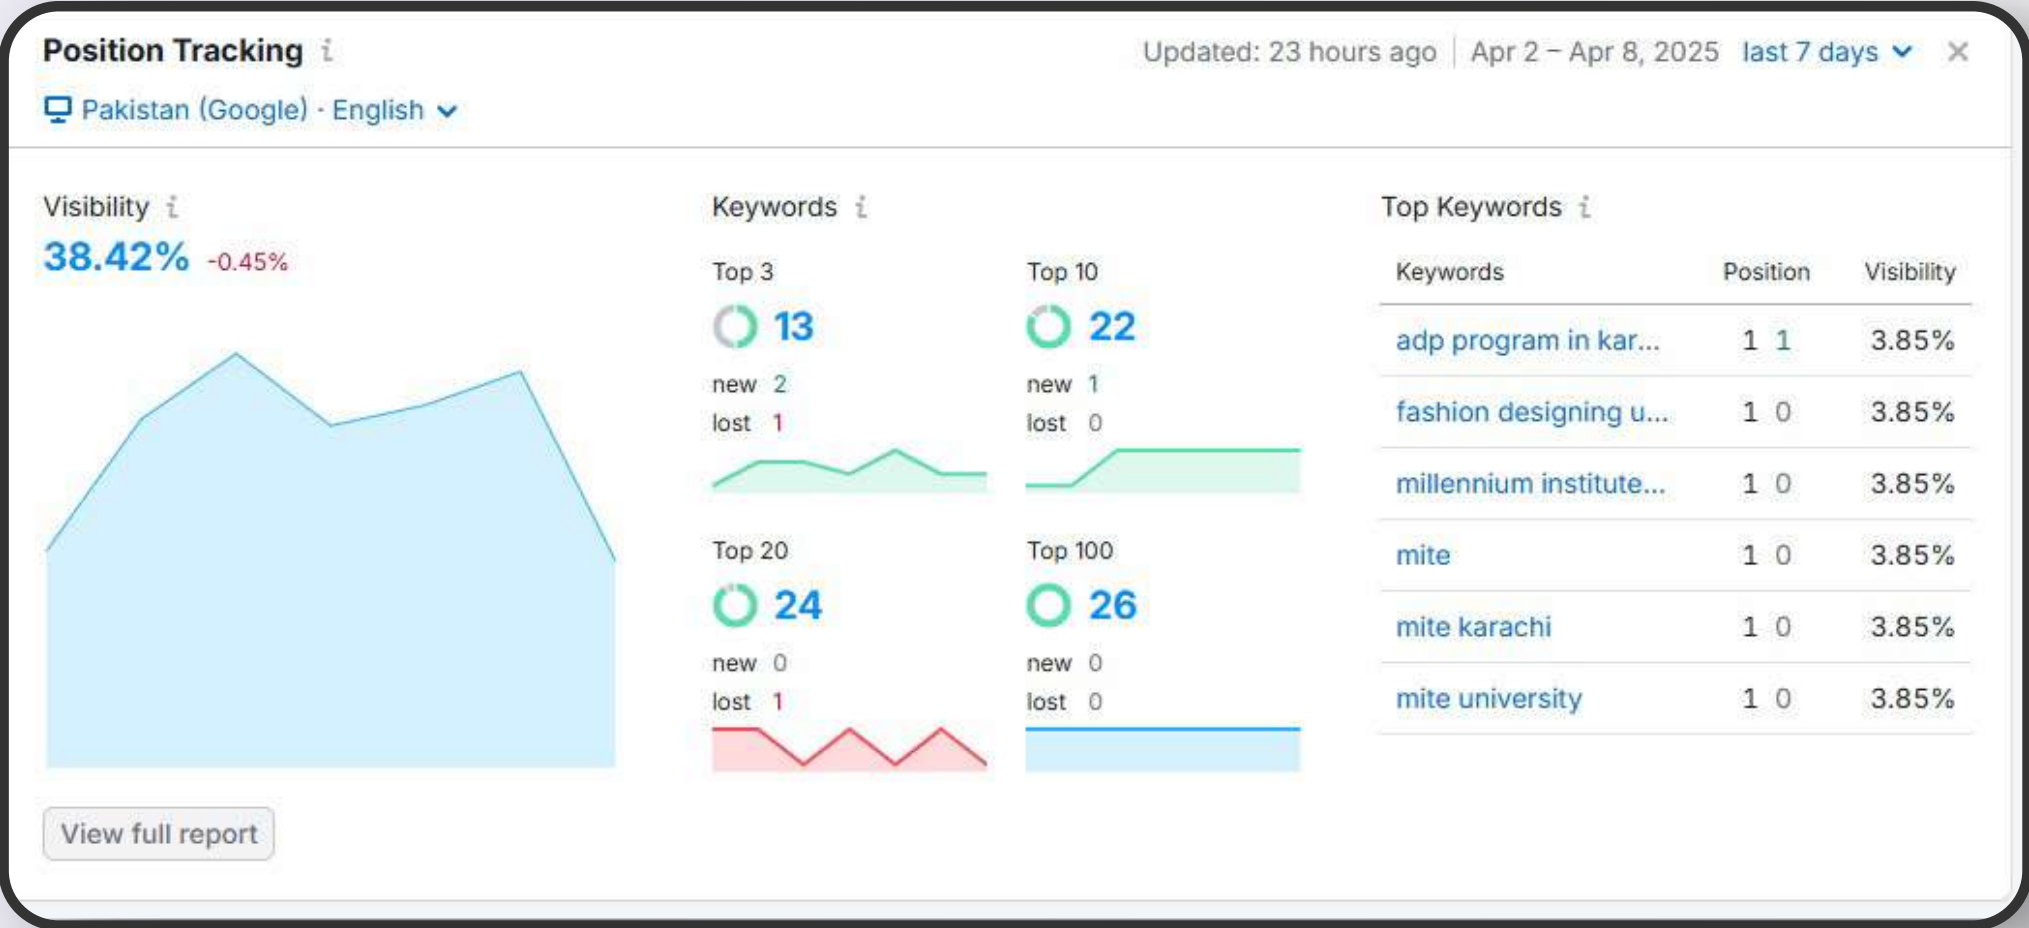 Position Tracking i
Updated: 23 hours ago Apr 2 – Apr 8, 2025 last 7 days ×
Pakistan (Google) · English
Visibility i
38.42% -0.45%
View full report
Keywords i
Top 3
13
new 2
lost 1
Top 10
22
new 1
lost 0
Top 20
24
new 0
lost 1
Top 100
26
new 0
lost 0
Top Keywords i
Keywords Position Visibility
adp program in kar... 1 1 3.85%
fashion designing u... 1 0 3.85%
millennium institute... 1 0 3.85%
mite 1 0 3.85%
mite karachi 1 0 3.85%
mite university 1 0 3.85%